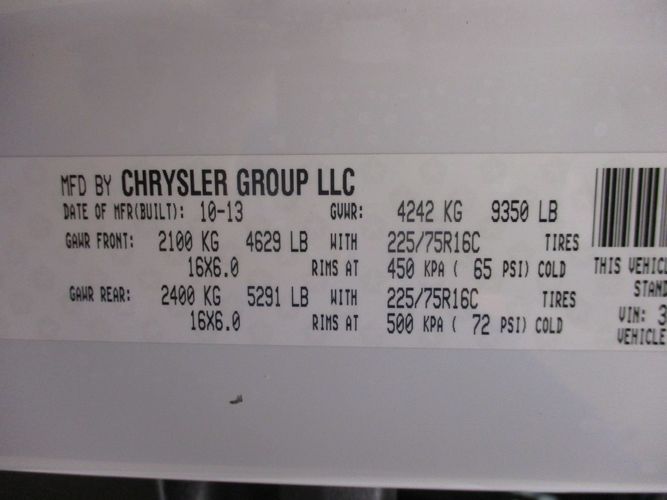 MFD BY CHRYSLER GROUP LLC
DATE OF MFR(BUILT): 10-13 GVWR: 4242 KG 9350 LB
GAWR FRONT: 2100 KG 4629 LB WITH 225/75R16C TIRES
16X6.0 RIMS AT 450 KPA ( 65 PSI) COLD THIS VEHIC
STAND
GAWR REAR: 2400 KG 5291 LB WITH 225/75R16C TIRES
VIN: 3
16X6.0 RIMS AT 500 KPA ( 72 PSI) COLD
VEHICLE